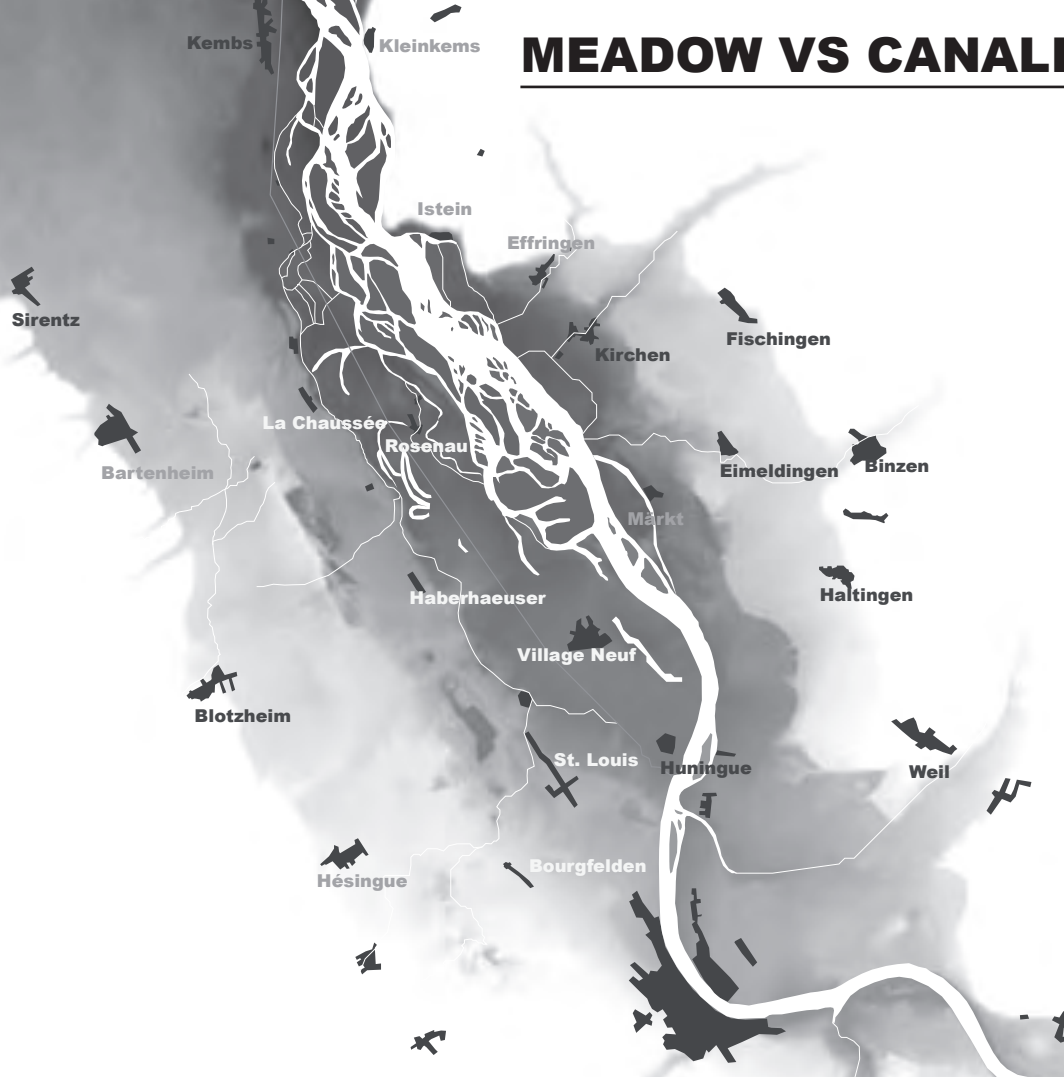 MEADOW VS CANALI
Kembs
Kleinkems
Istein
Effringen
Sirentz
Fischingen
Kirchen
La Chaussée
Rosenau
Bartenheim
Eimeldingen
Binzen
Märkt
Haltingen
Haberhaeuser
Village Neuf
Blotzheim
St. Louis
Huningue
Weil
Bourgfelden
Hésingue